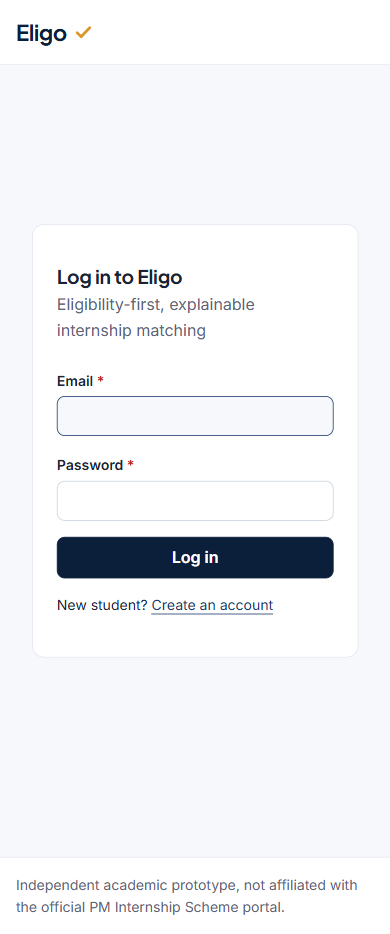 Eligo
Log in to Eligo
Eligibility-first, explainable
internship matching
Email *
Password *
Log in
New student? Create an account
Independent academic prototype, not affiliated with
the official PM Internship Scheme portal.